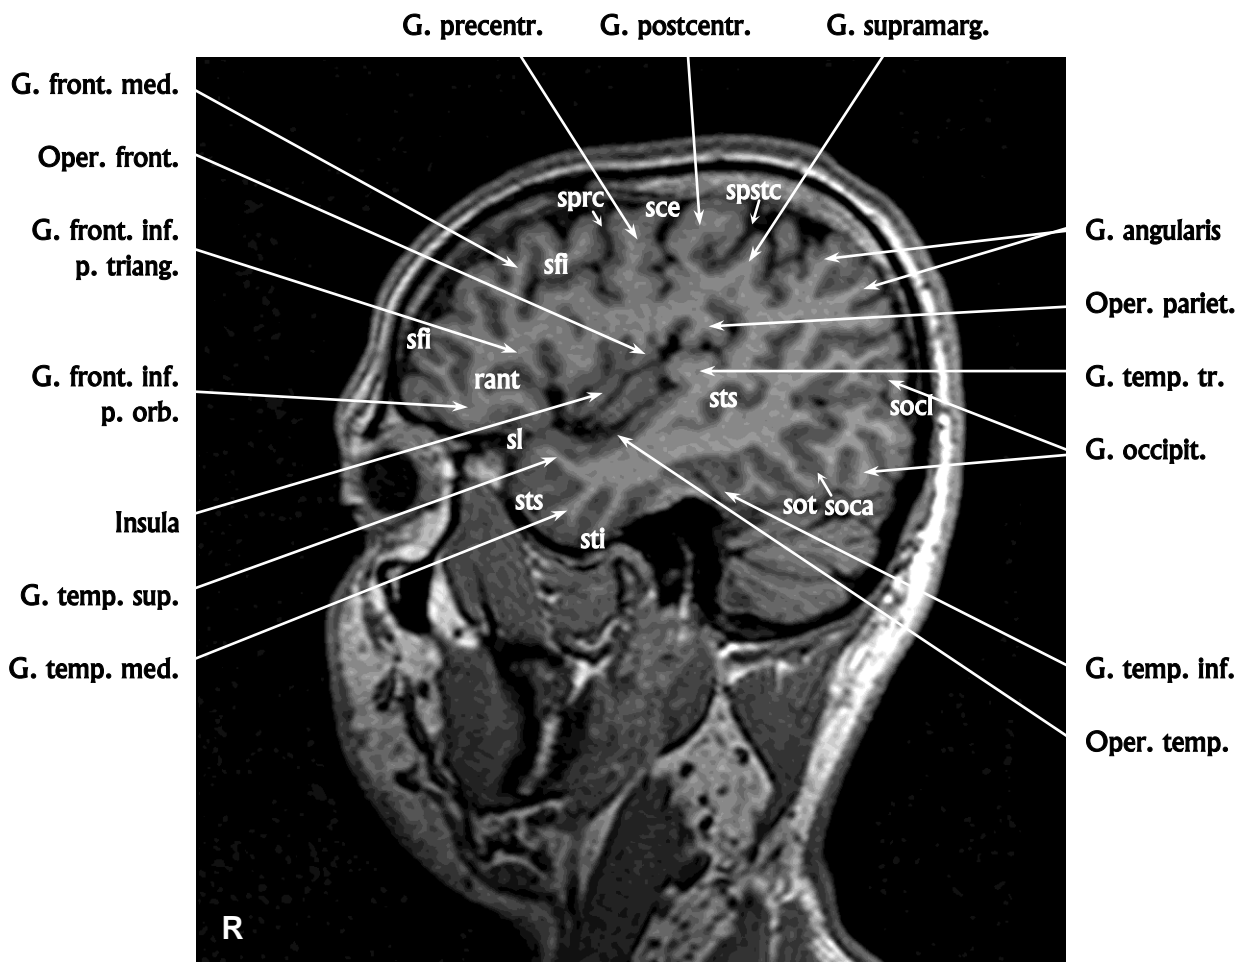 G. precentr. G. postcentr. G. supramarg.
G. front. med.
Oper. front.
G. front. inf.
p. triang.
G. front. inf.
p. orb.
Insula
G. temp. sup.
G. temp. med.
sprc
sce
spstc
sfi
sfi
rant
sl
sts
sts
sti
socl
sot soca
G. angularis
Oper. pariet.
G. temp. tr.
G. occipit.
G. temp. inf.
Oper. temp.
R